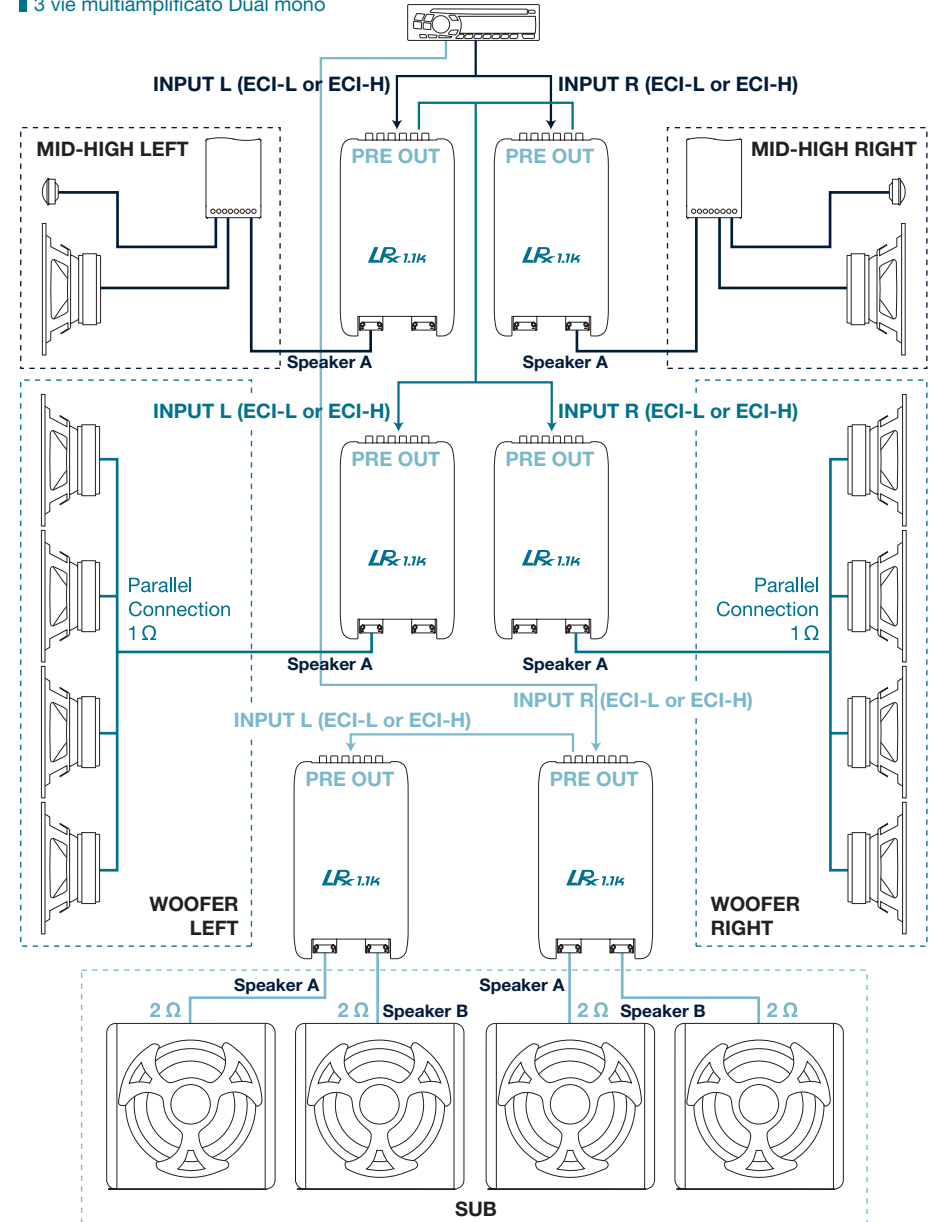 3 vie multiamplificato Dual mono
INPUT L (ECI-L or ECI-H)
INPUT R (ECI-L or ECI-H)
MID-HIGH LEFT
PRE OUT
PRE OUT
MID-HIGH RIGHT
LRx 1.1K
LRx 1.1K
Speaker A
Speaker A
INPUT L (ECI-L or ECI-H)
INPUT R (ECI-L or ECI-H)
PRE OUT
PRE OUT
LRx 1.1K
LRx 1.1K
Parallel
Connection
1 Ω
Parallel
Connection
1 Ω
Speaker A
Speaker A
INPUT R (ECI-L or ECI-H)
INPUT L (ECI-L or ECI-H)
PRE OUT
PRE OUT
LRx 1.1K
LRx 1.1K
WOOFER
LEFT
WOOFER
RIGHT
Speaker A
Speaker A
2 Ω
2 Ω
Speaker B
2 Ω
Speaker B
2 Ω
SUB